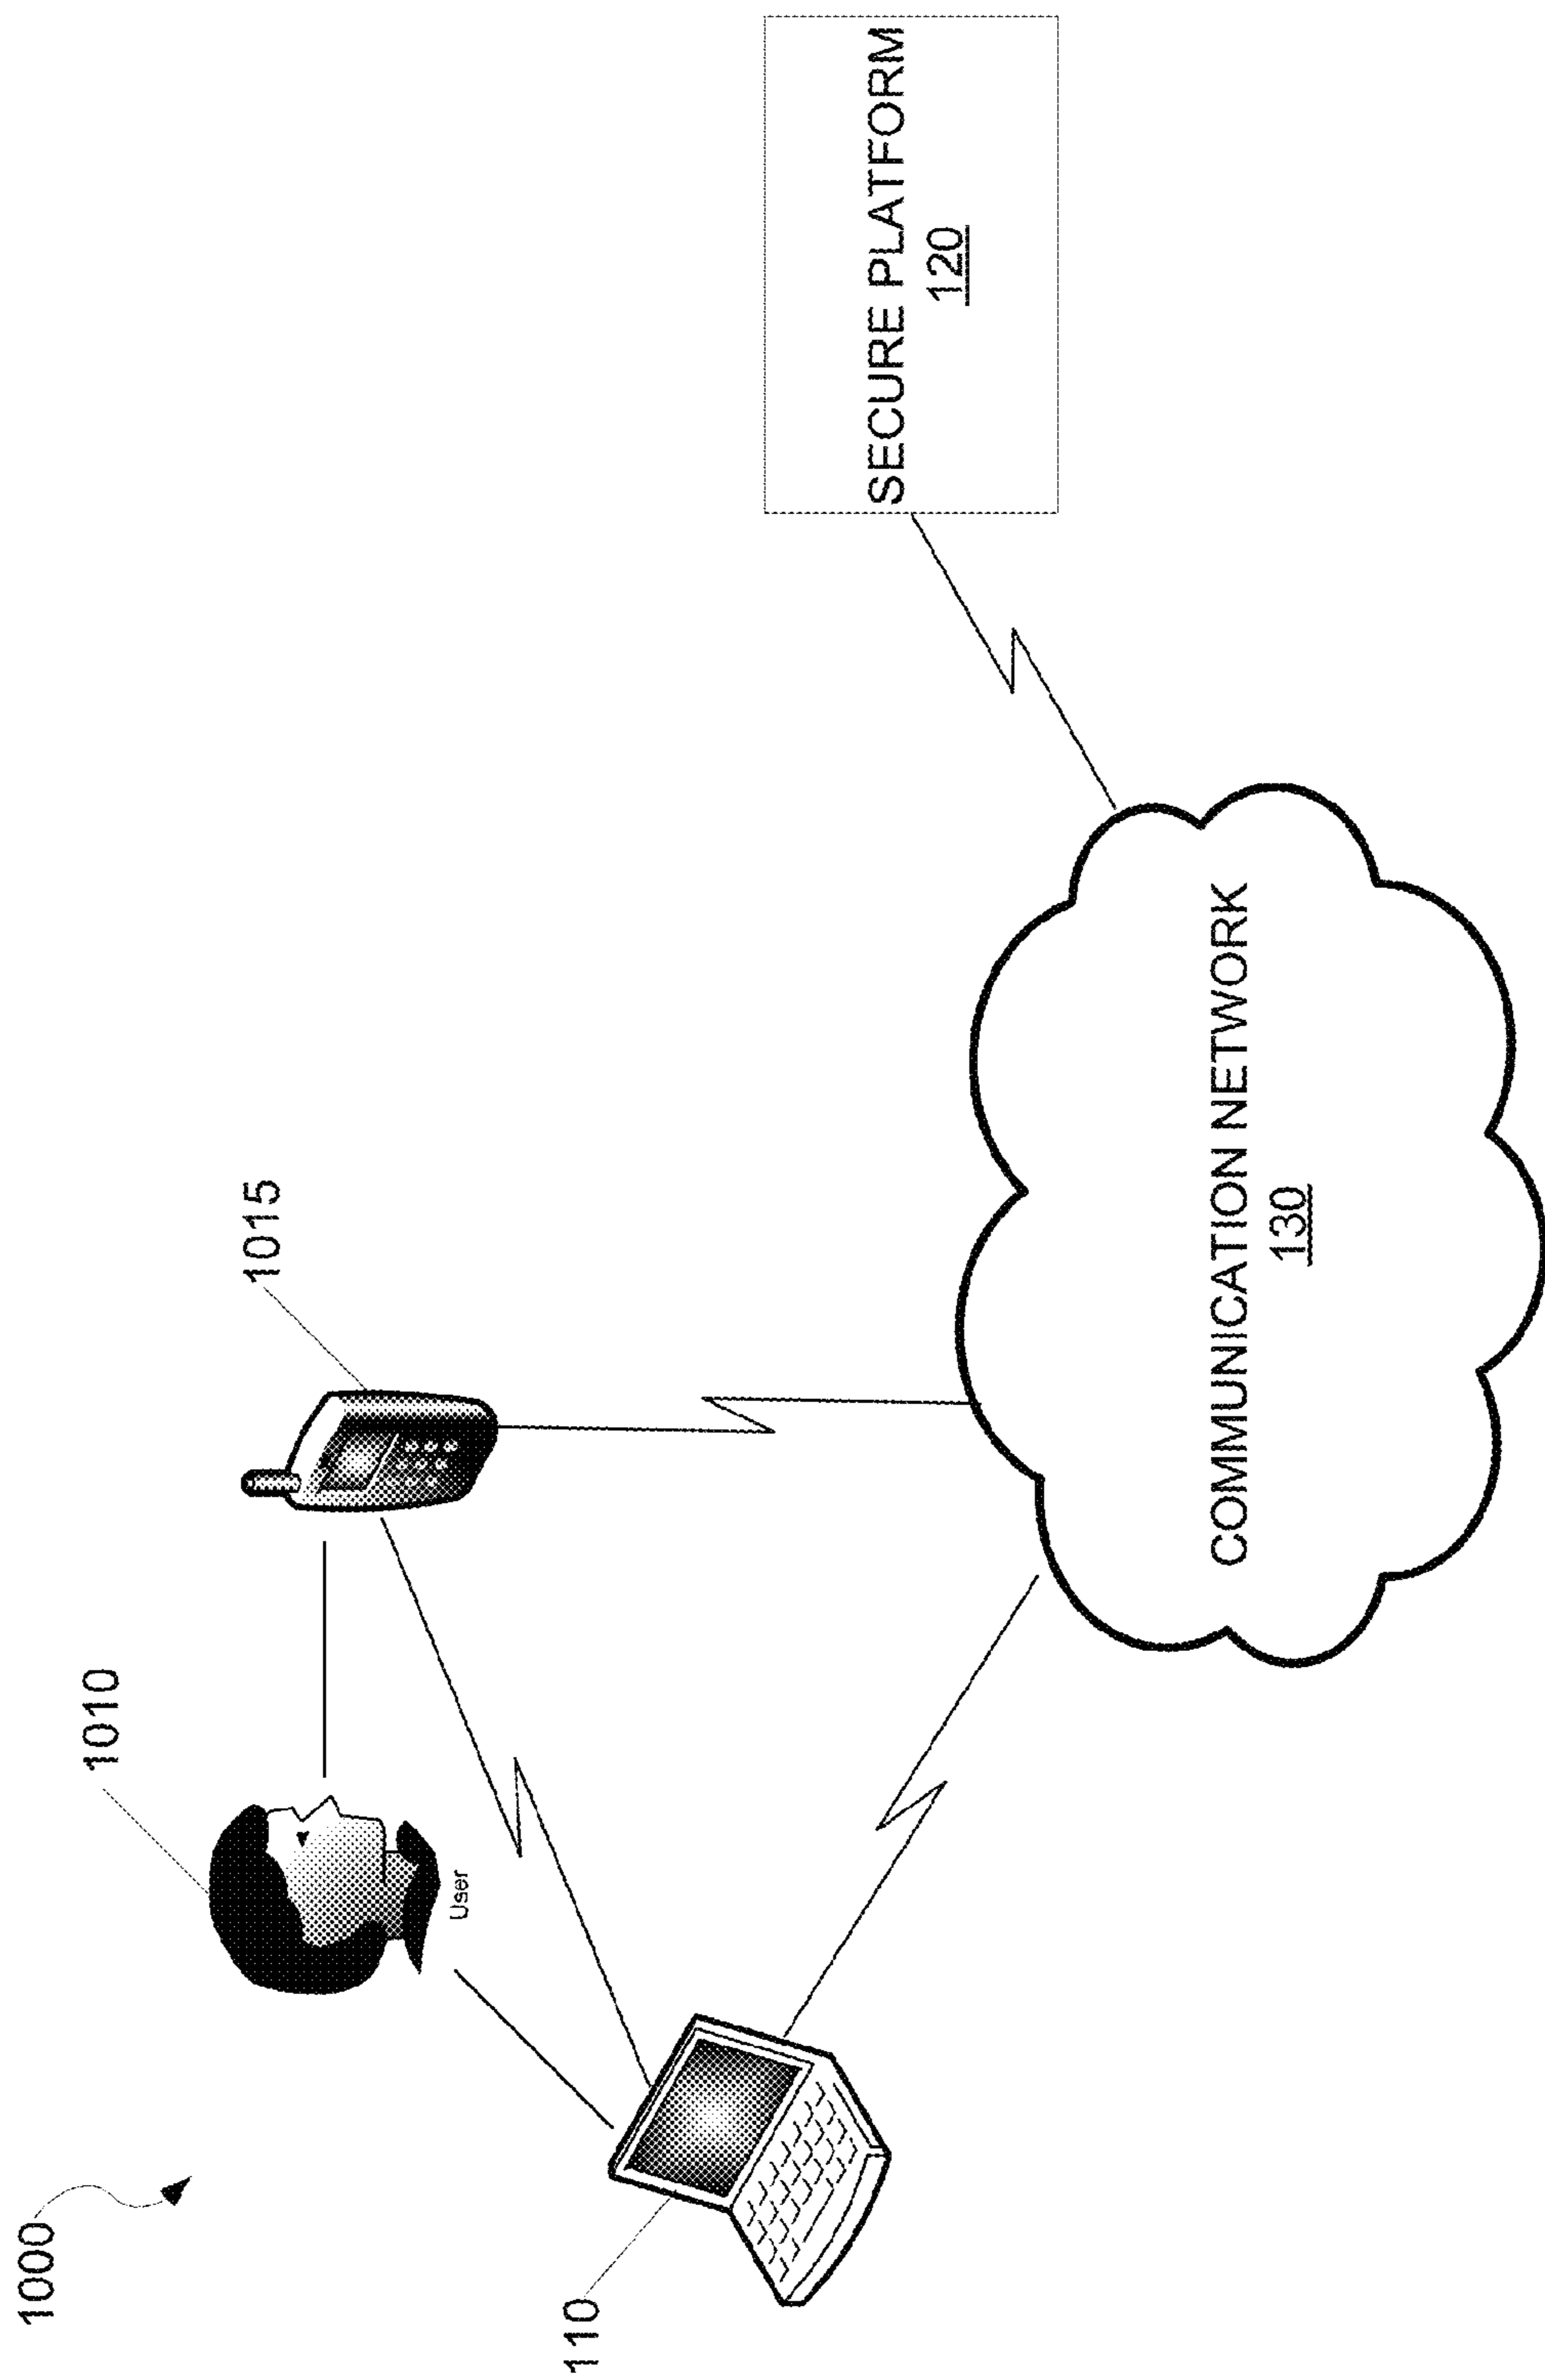 1000
1010
1015
User
110
SECURE PLATFORM
120
COMMUNICATION NETWORK
130